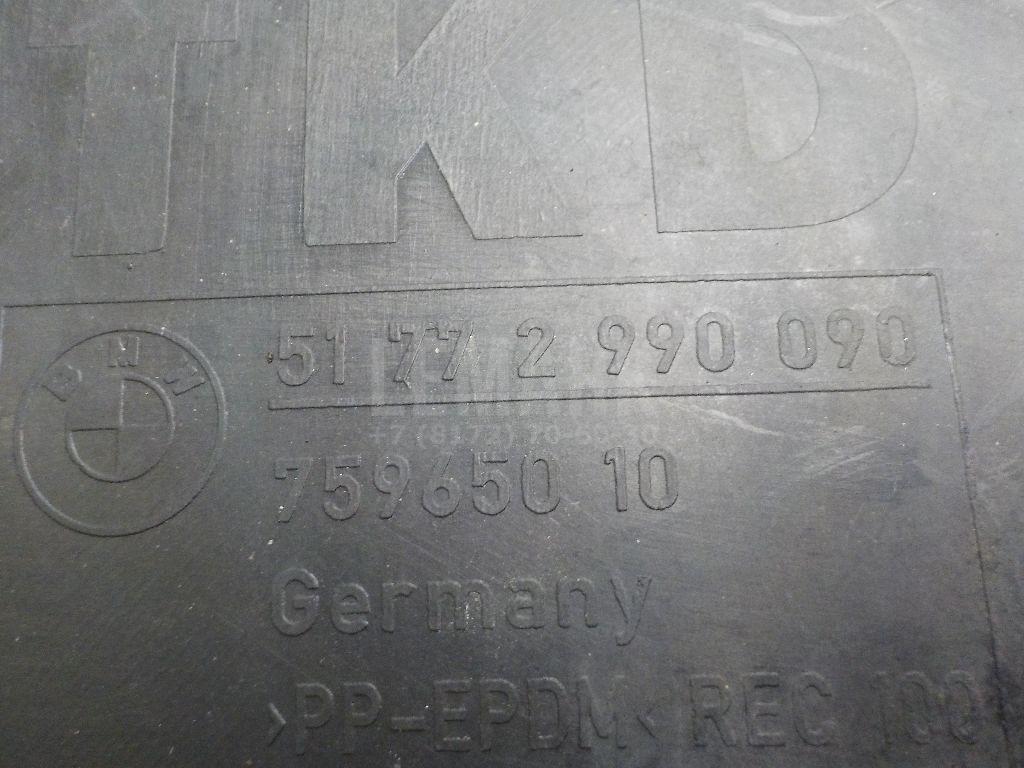 TKD
BMW
51 77 2 990 090
759650 10
Germany
>PP-EPDM< REC 100